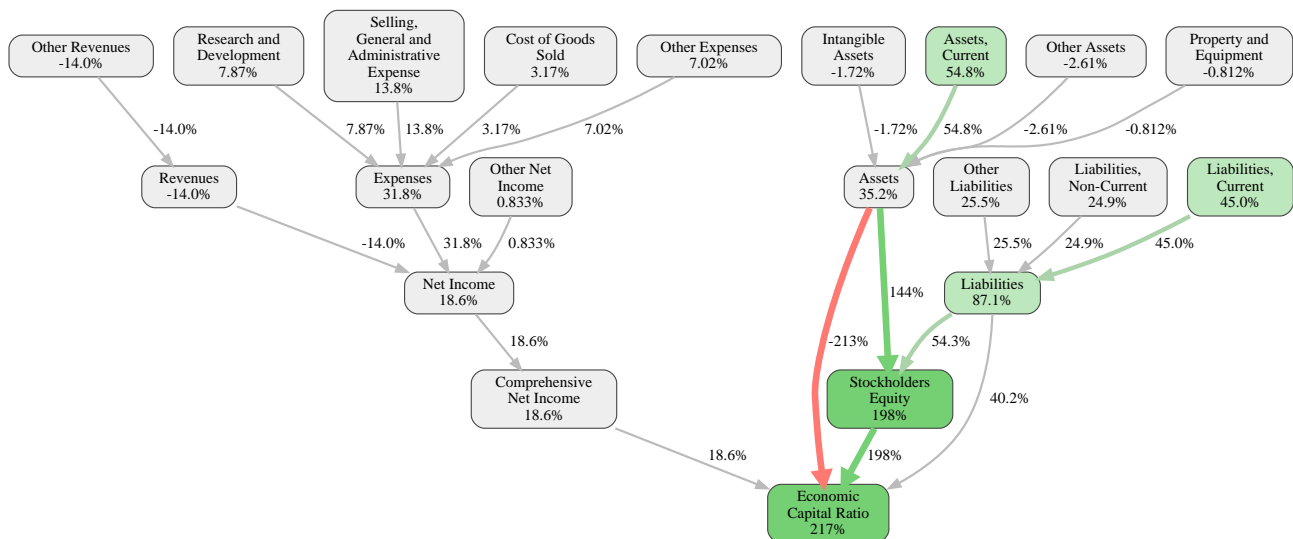 Other Revenues
-14.0%
Research and
Development
7.87%
Selling,
General and
Administrative
Expense
13.8%
Cost of Goods
Sold
3.17%
Other Expenses
7.02%
Intangible
Assets
-1.72%
Assets,
Current
54.8%
Other Assets
-2.61%
Property and
Equipment
-0.812%
-14.0%
7.87%
13.8%
3.17%
7.02%
-1.72%
54.8%
-2.61%
-0.812%
Revenues
-14.0%
Expenses
31.8%
Other Net
Income
0.833%
Assets
35.2%
Other
Liabilities
25.5%
Liabilities,
Non-Current
24.9%
Liabilities,
Current
45.0%
-14.0%
31.8%
0.833%
25.5%
24.9%
45.0%
Net Income
18.6%
144%
Liabilities
87.1%
18.6%
-213%
54.3%
Comprehensive
Net Income
18.6%
Stockholders
Equity
198%
40.2%
18.6%
198%
Economic
Capital Ratio
217%